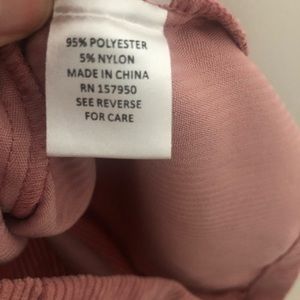 95% POLYESTER
5% NYLON
MADE IN CHINA
RN 157950
SEE REVERSE
FOR CARE